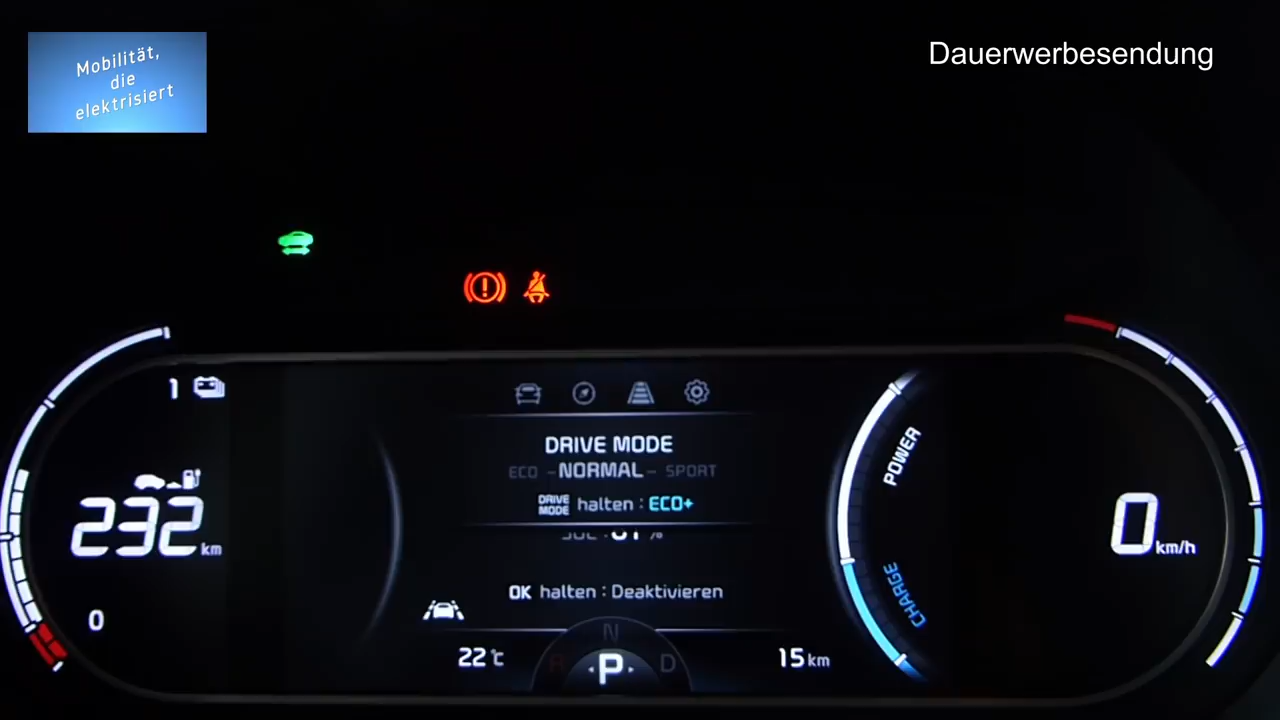 Mobilität,
die
elektrisiert
Dauerwerbesendung
1
DRIVE MODE
ECO - NORMAL - SPORT
DRIVE MODE halten : ECO+
232 km
POWER
0 km/h
OK halten : Deaktivieren
CHARGE
0
N
22°C
R P D
15 km